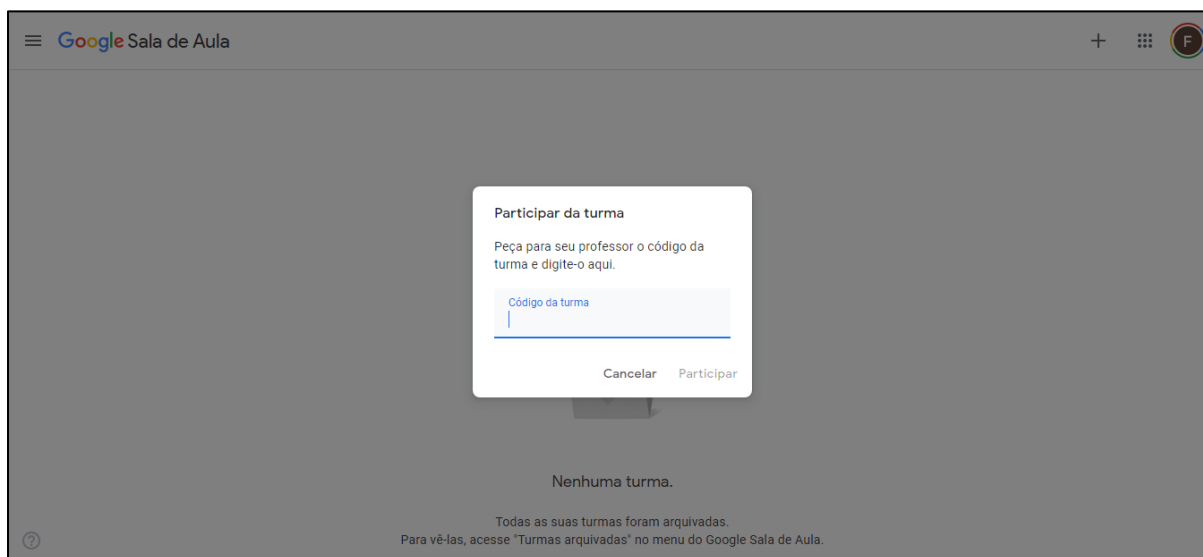 Google Sala de Aula
F
Participar da turma
Peça para seu professor o código da
turma e digite-o aqui.
Código da turma
Cancelar Participar
Nenhuma turma.
Todas as suas turmas foram arquivadas.
Para vê-las, acesse "Turmas arquivadas" no menu do Google Sala de Aula.